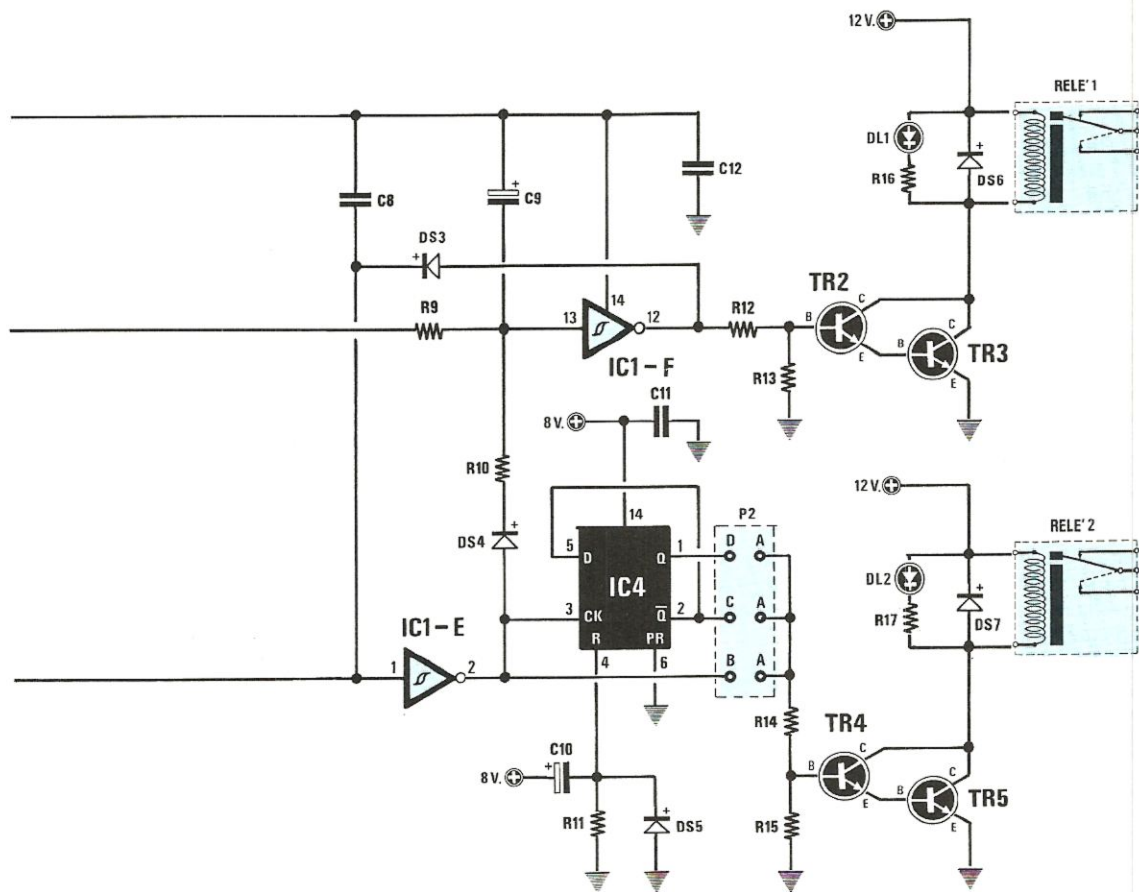 12 V.
RELE' 1
DL1
R16
DS6
C8
C9
C12
DS3
R9
13
14
12
IC1 - F
R12
R13
TR2
B
C
E
TR3
B
C
E
8 V.
C11
R10
DS4
14
5
D
Q
1
IC4
3
CK
Q
2
R
PR
4
6
P2
D
A
C
A
B
A
12 V.
RELE' 2
DL2
R17
DS7
IC1 - E
1
2
R14
R15
TR4
B
C
E
TR5
B
C
E
8 V.
C10
R11
DS5